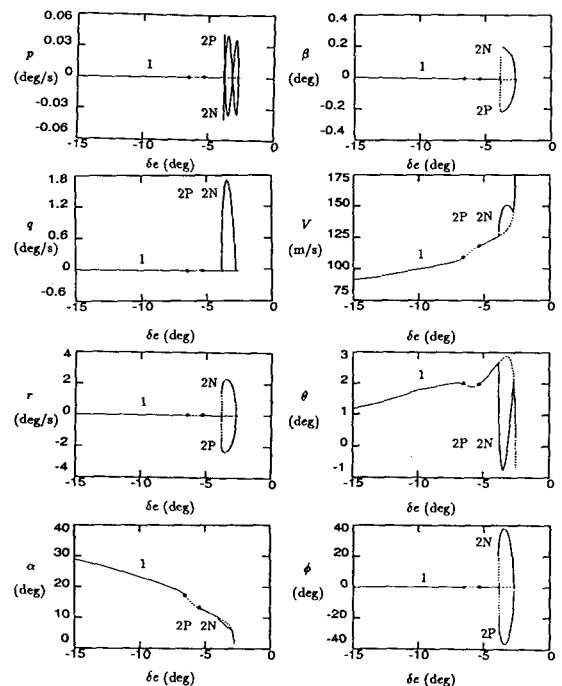 0.06
0.03
p
(deg/s)
0
-0.03
-0.06
1
2P
2N
-15 -10 -5 0
δe (deg)
0.4
0.2
β
(deg)
0.0
-0.2
0.4
1
2N
2P
-15 -10 -5 0
δe (deg)
1.8
1.2
q
(deg/s)
0.6
0
-0.6
1
2P 2N
-15 -10 -5 0
δe (deg)
175
150
V
(m/s)
125
100
75
1
2P 2N
-15 -10 -5 0
δe (deg)
4
2
r
(deg/s)
0
-2
-4
1
2N
2P
-15 -10 -5 0
δe (deg)
3
2
θ
(deg)
1
0
-1
1
2P 2N
-15 -10 -5 0
δe (deg)
40
30
α
(deg)
20
10
0
1
2P 2N
-15 -10 -5 0
δe (deg)
40
20
ϕ
(deg)
0
-20
-40
1
2N
2P
-15 -10 -5 0
δe (deg)